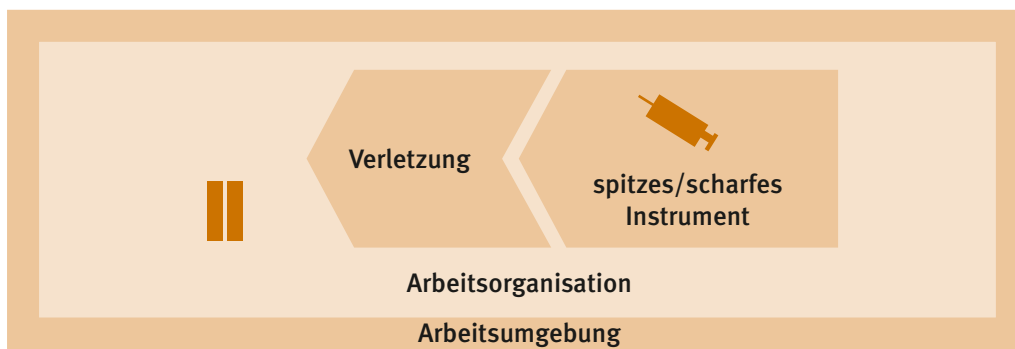 Verletzung
spitzes/scharfes
Instrument
Arbeitsorganisation
Arbeitsumgebung